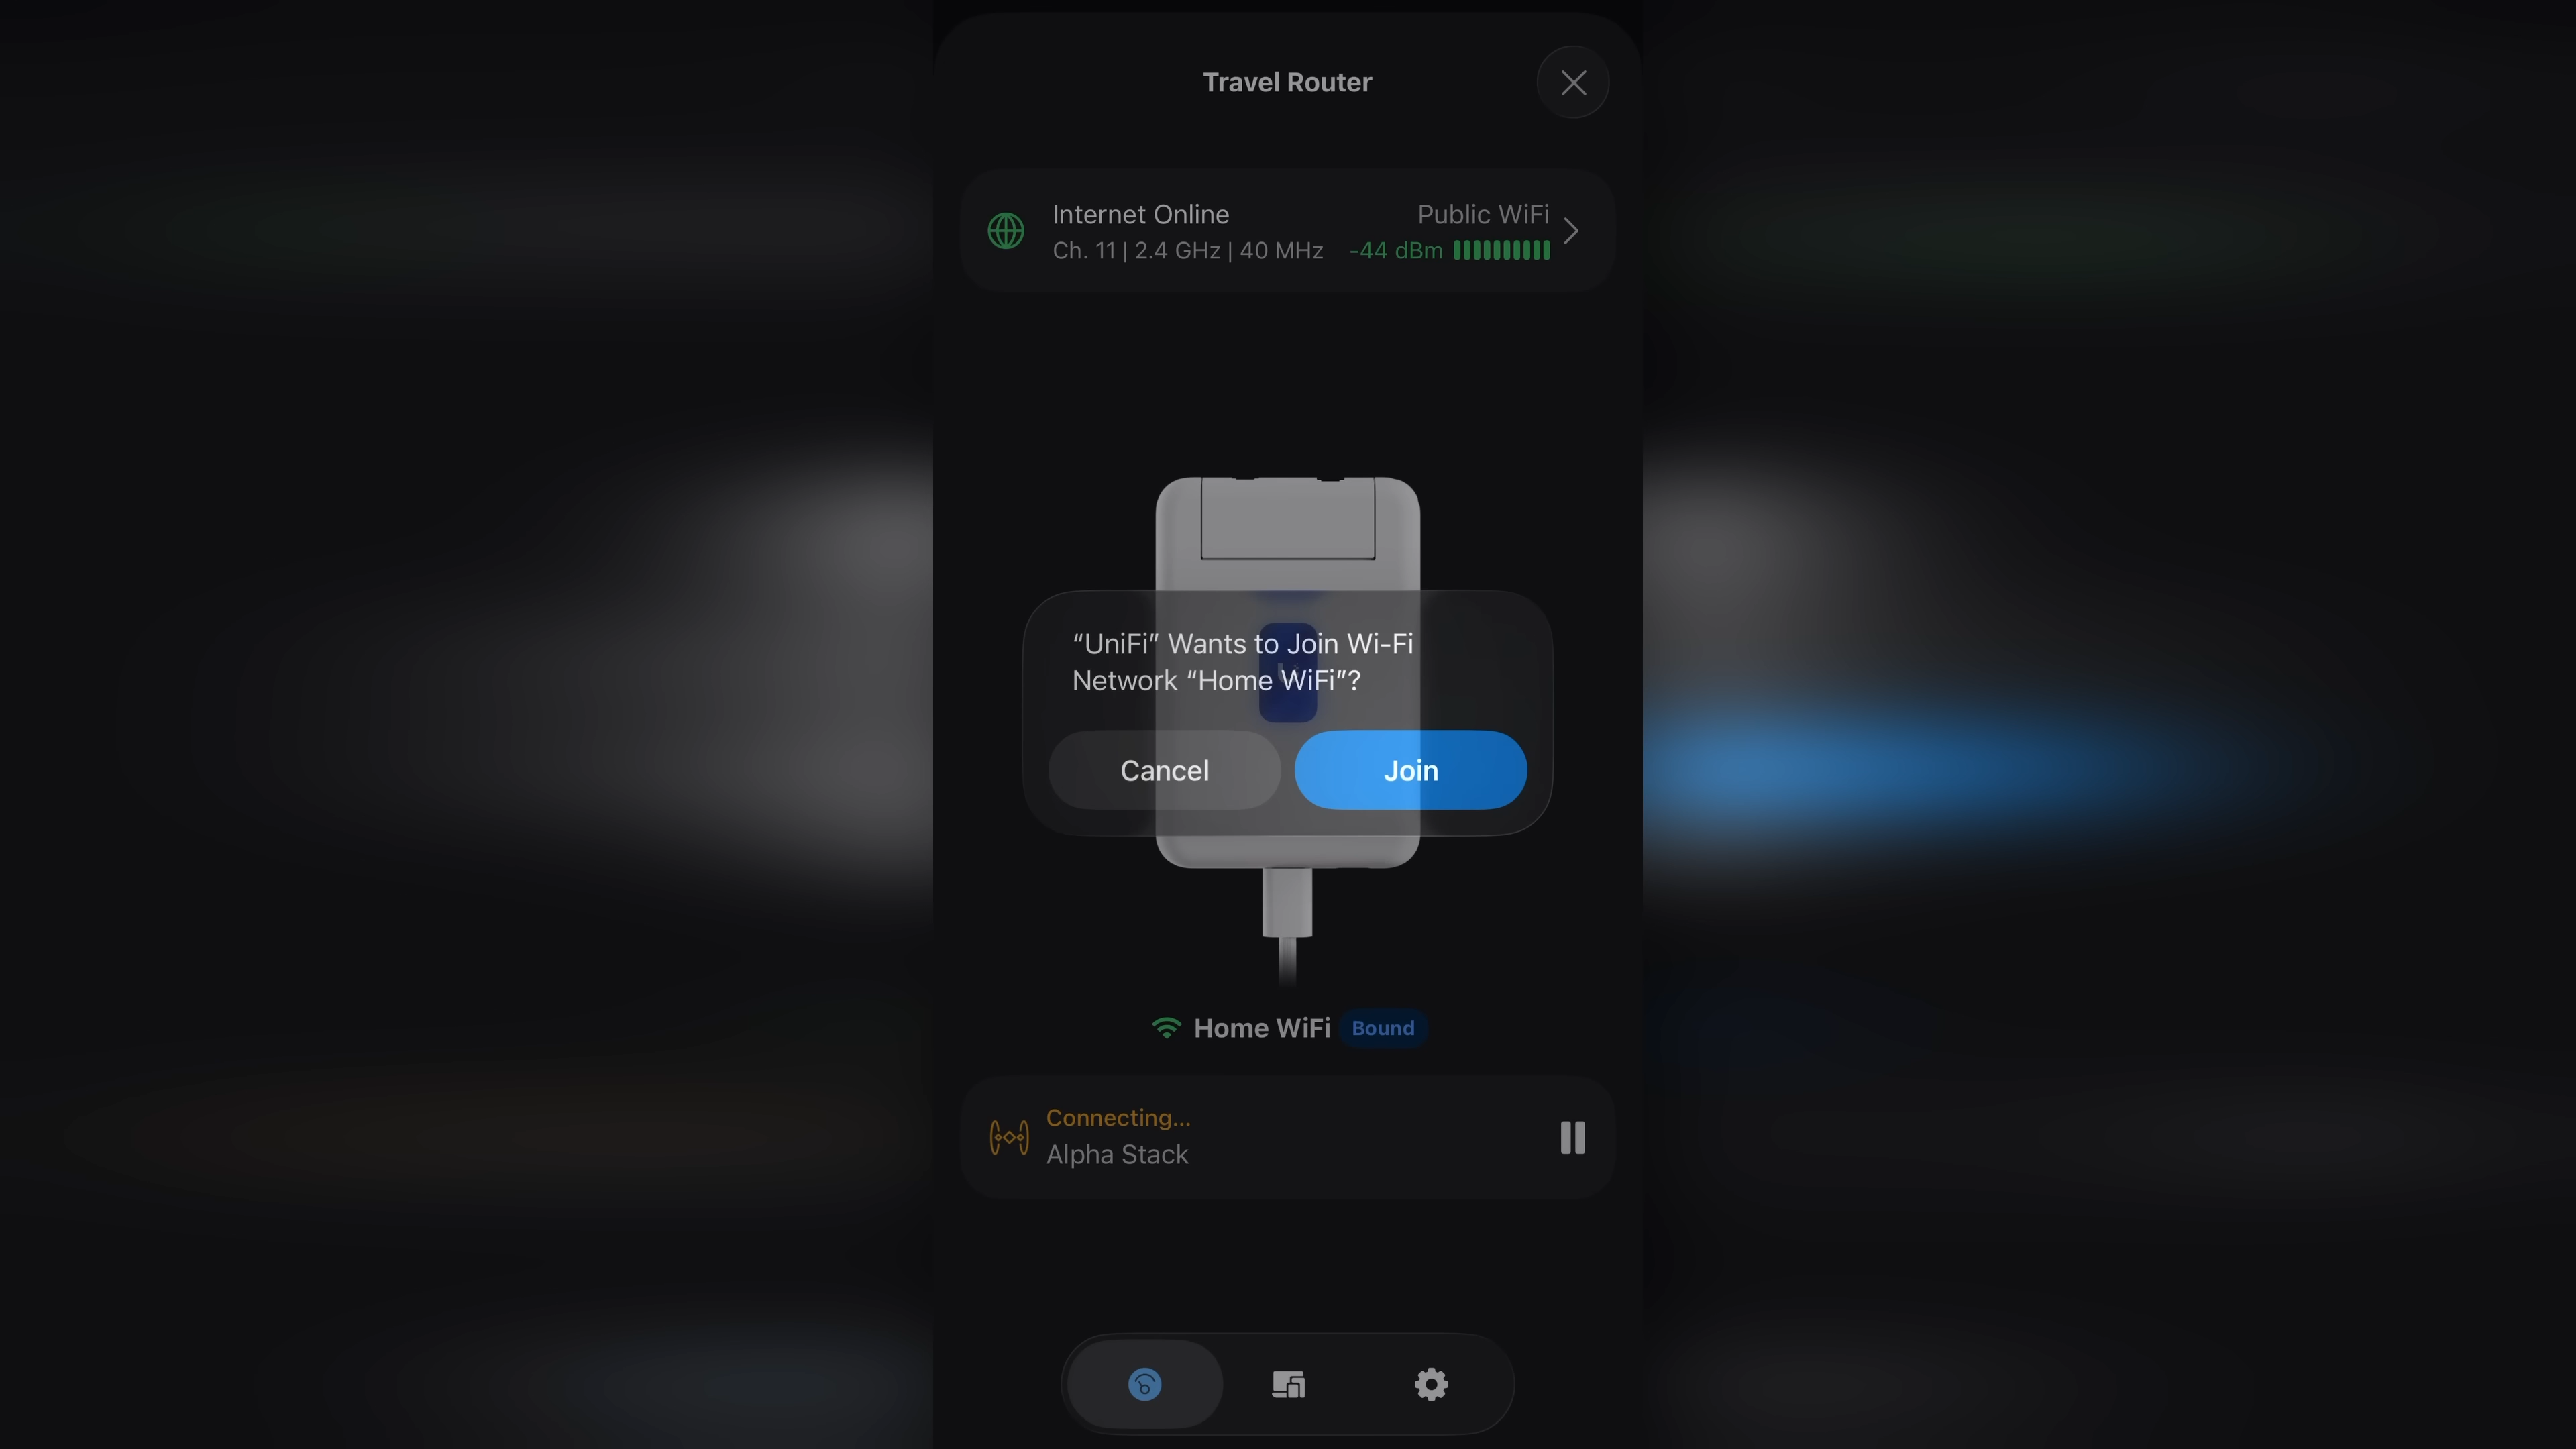 Travel Router
Internet Online
Public WiFi
Ch. 11 | 2.4 GHz | 40 MHz
-44 dBm
“UniFi” Wants to Join Wi-Fi
Network “Home WiFi”?
Cancel
Join
Home WiFi
Bound
Connecting...
Alpha Stack